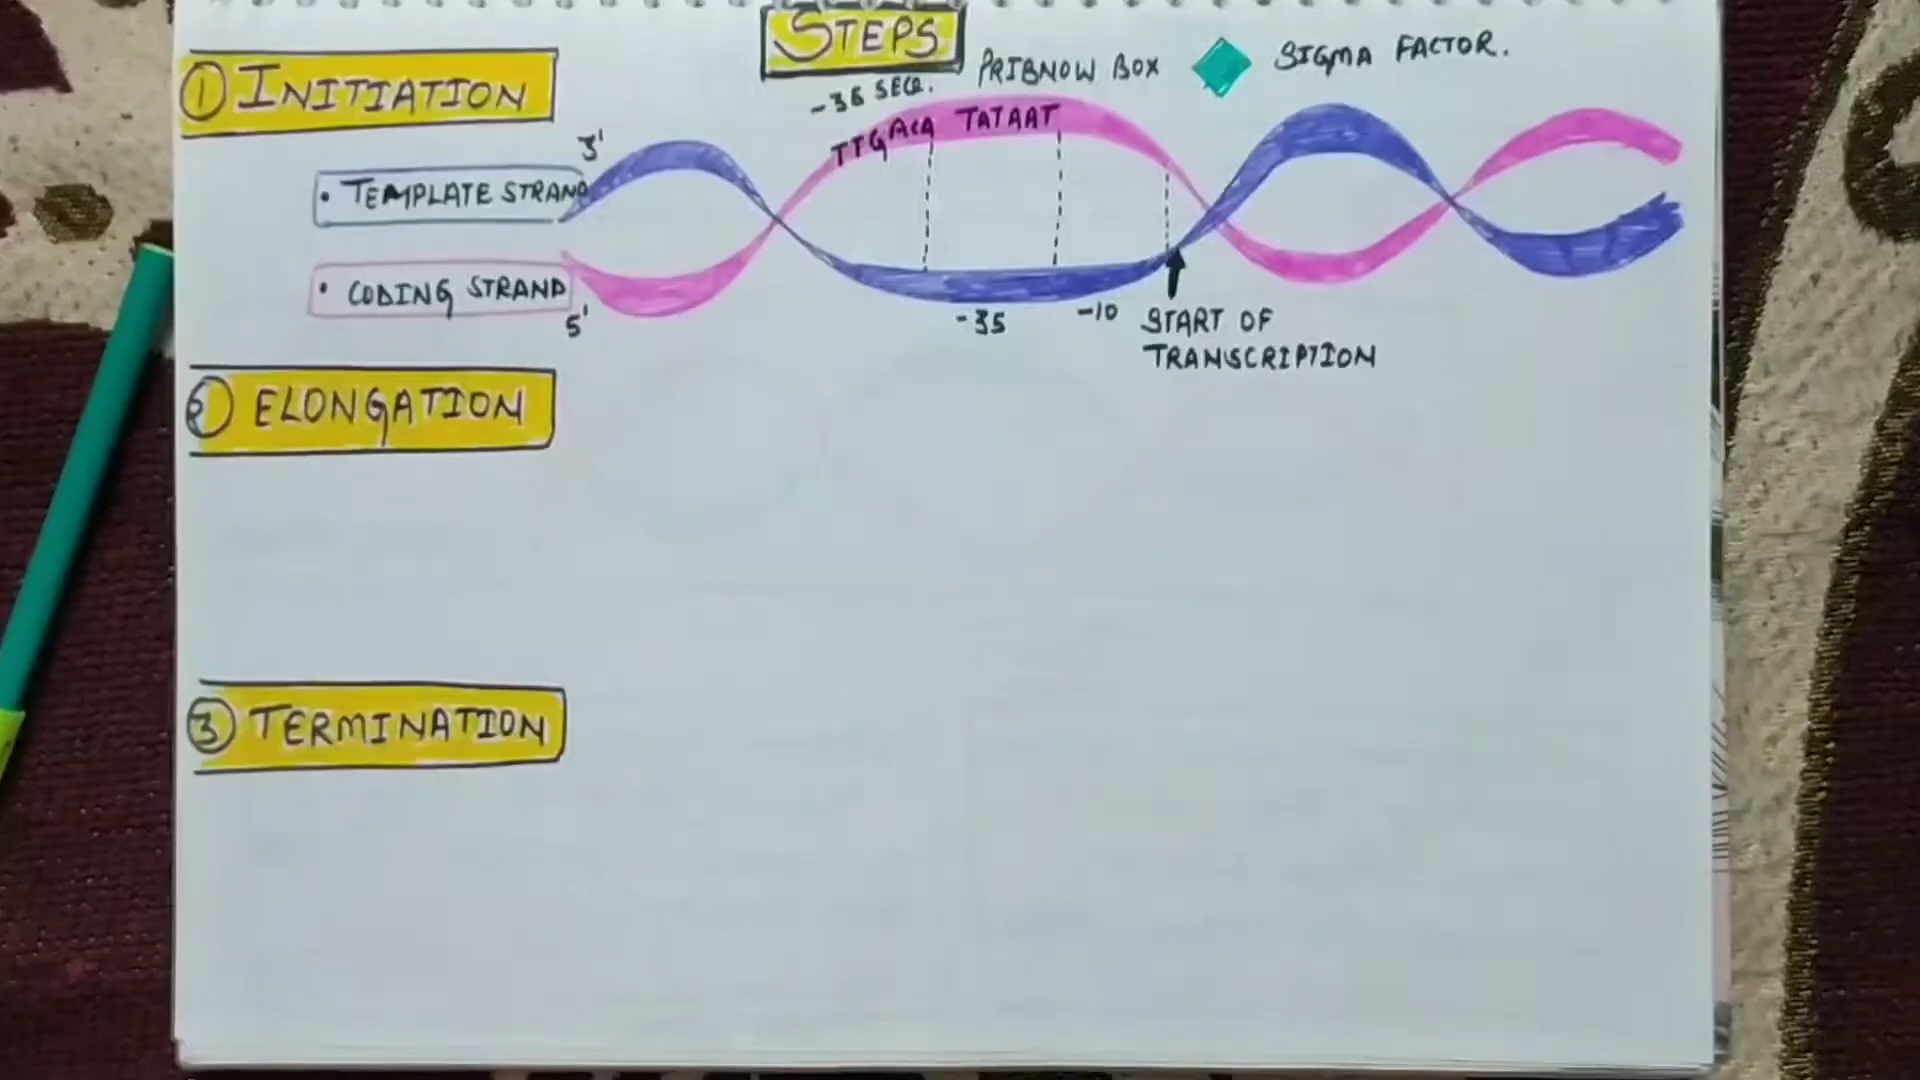 STEPS
① INITIATION
-36 SEQ.
PRIBNOW BOX
SIGMA FACTOR.
TTGACA TATAAT
3'
• TEMPLATE STRAND
• CODING STRAND
5'
-35
-10
START OF
TRANSCRIPTION
② ELONGATION
③ TERMINATION